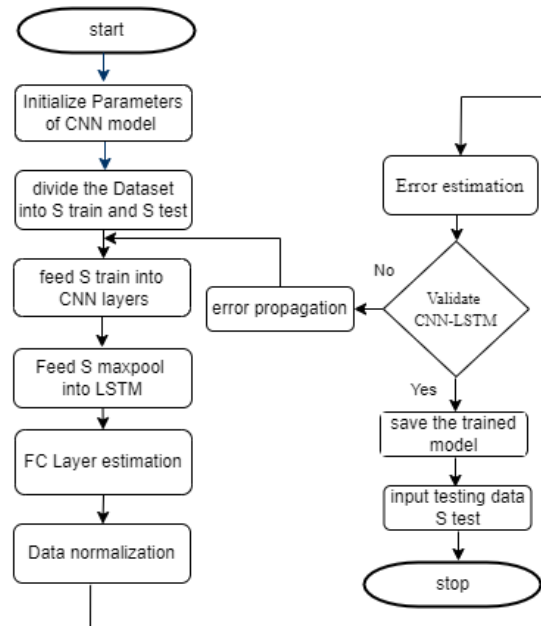 start
Initialize Parameters
of CNN model
divide the Dataset
into S train and S test
feed S train into
CNN layers
Feed S maxpool
into LSTM
FC Layer estimation
Data normalization
Error estimation
No
Validate
CNN-LSTM
error propagation
Yes
save the trained
model
input testing data
S test
stop